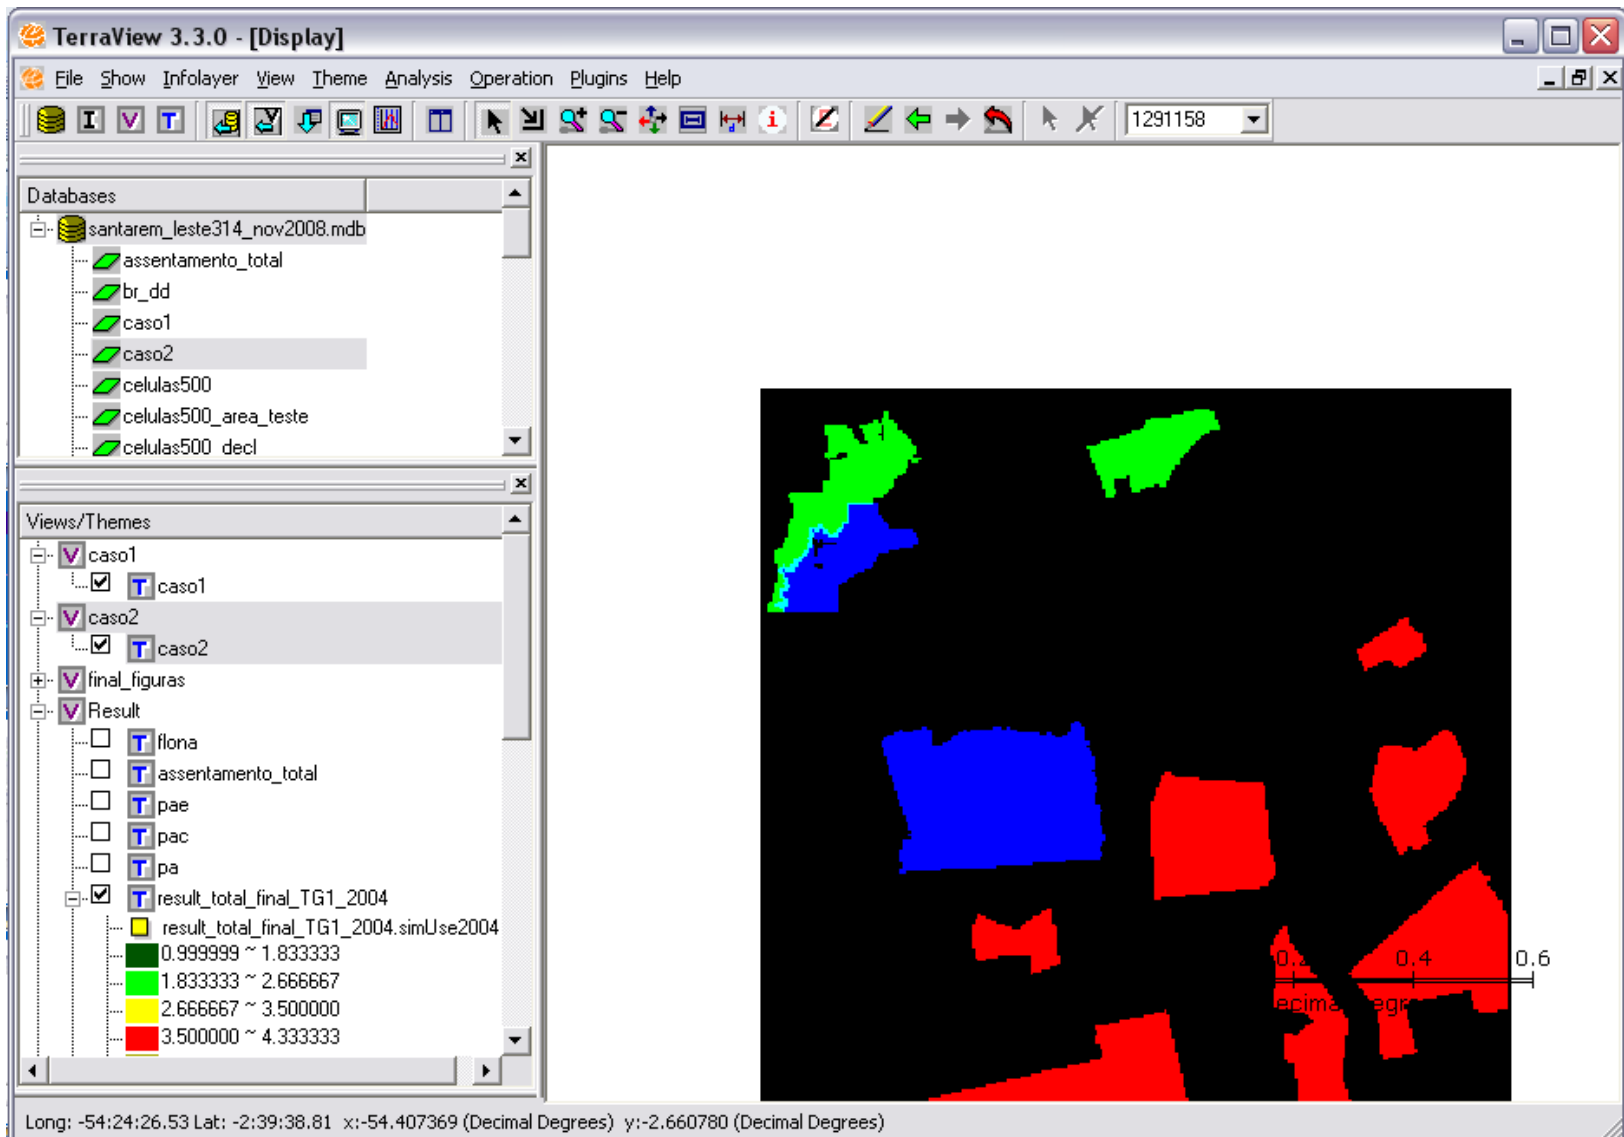 TerraView 3.3.0 - [Display]
File Show Infolayer View Theme Analysis Operation Plugins Help
I V T i 1291158
Databases
santarem_leste314_nov2008.mdb
assentamento_total
br_dd
caso1
caso2
celulas500
celulas500_area_teste
celulas500_decl
Views/Themes
V caso1
T caso1
V caso2
T caso2
V final_figuras
V Result
T flona
T assentamento_total
T pae
T pac
T pa
T result_total_final_TG1_2004
result_total_final_TG1_2004.simUse2004
0.999999 ~ 1.833333
1.833333 ~ 2.666667
2.666667 ~ 3.500000
3.500000 ~ 4.333333
0.4 0.6
Long: -54:24:26.53 Lat: -2:39:38.81 x:-54.407369 (Decimal Degrees) y:-2.660780 (Decimal Degrees)